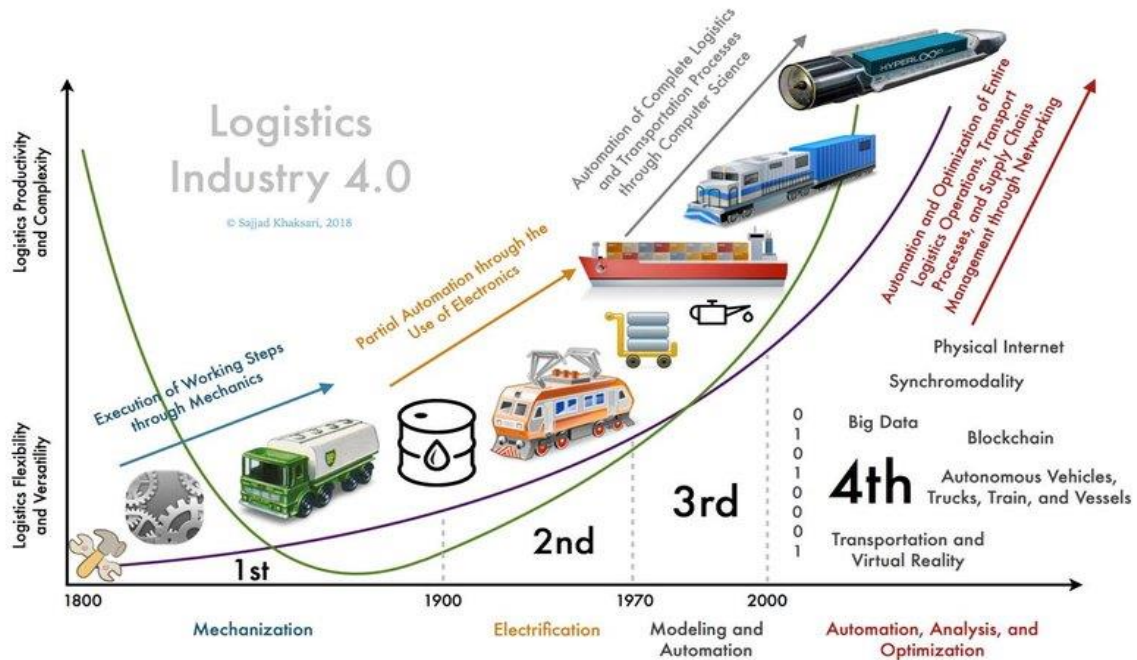 Logistics
Industry 4.0
© Sajjad Khaksari, 2018
Logistics Productivity
and Complexity
Logistics Flexibility
and Versatility
Execution of Working Steps
through Mechanics
Partial Automation through the
Use of Electronics
Automation of Complete Logistics
and Transportation Processes
through Computer Science
HYPERLOOP
Automation and Optimization of Entire
Logistics Operations, Transport
Processes, and Supply Chains
Management through Networking
Physical Internet
Synchromodality
Big Data
Blockchain
4th
Autonomous Vehicles,
Trucks, Train, and Vessels
Transportation and
Virtual Reality
0
1
0
1
0
0
0
1
1st
2nd
3rd
1800
1900
1970
2000
Mechanization
Electrification
Modeling and
Automation
Automation, Analysis, and
Optimization